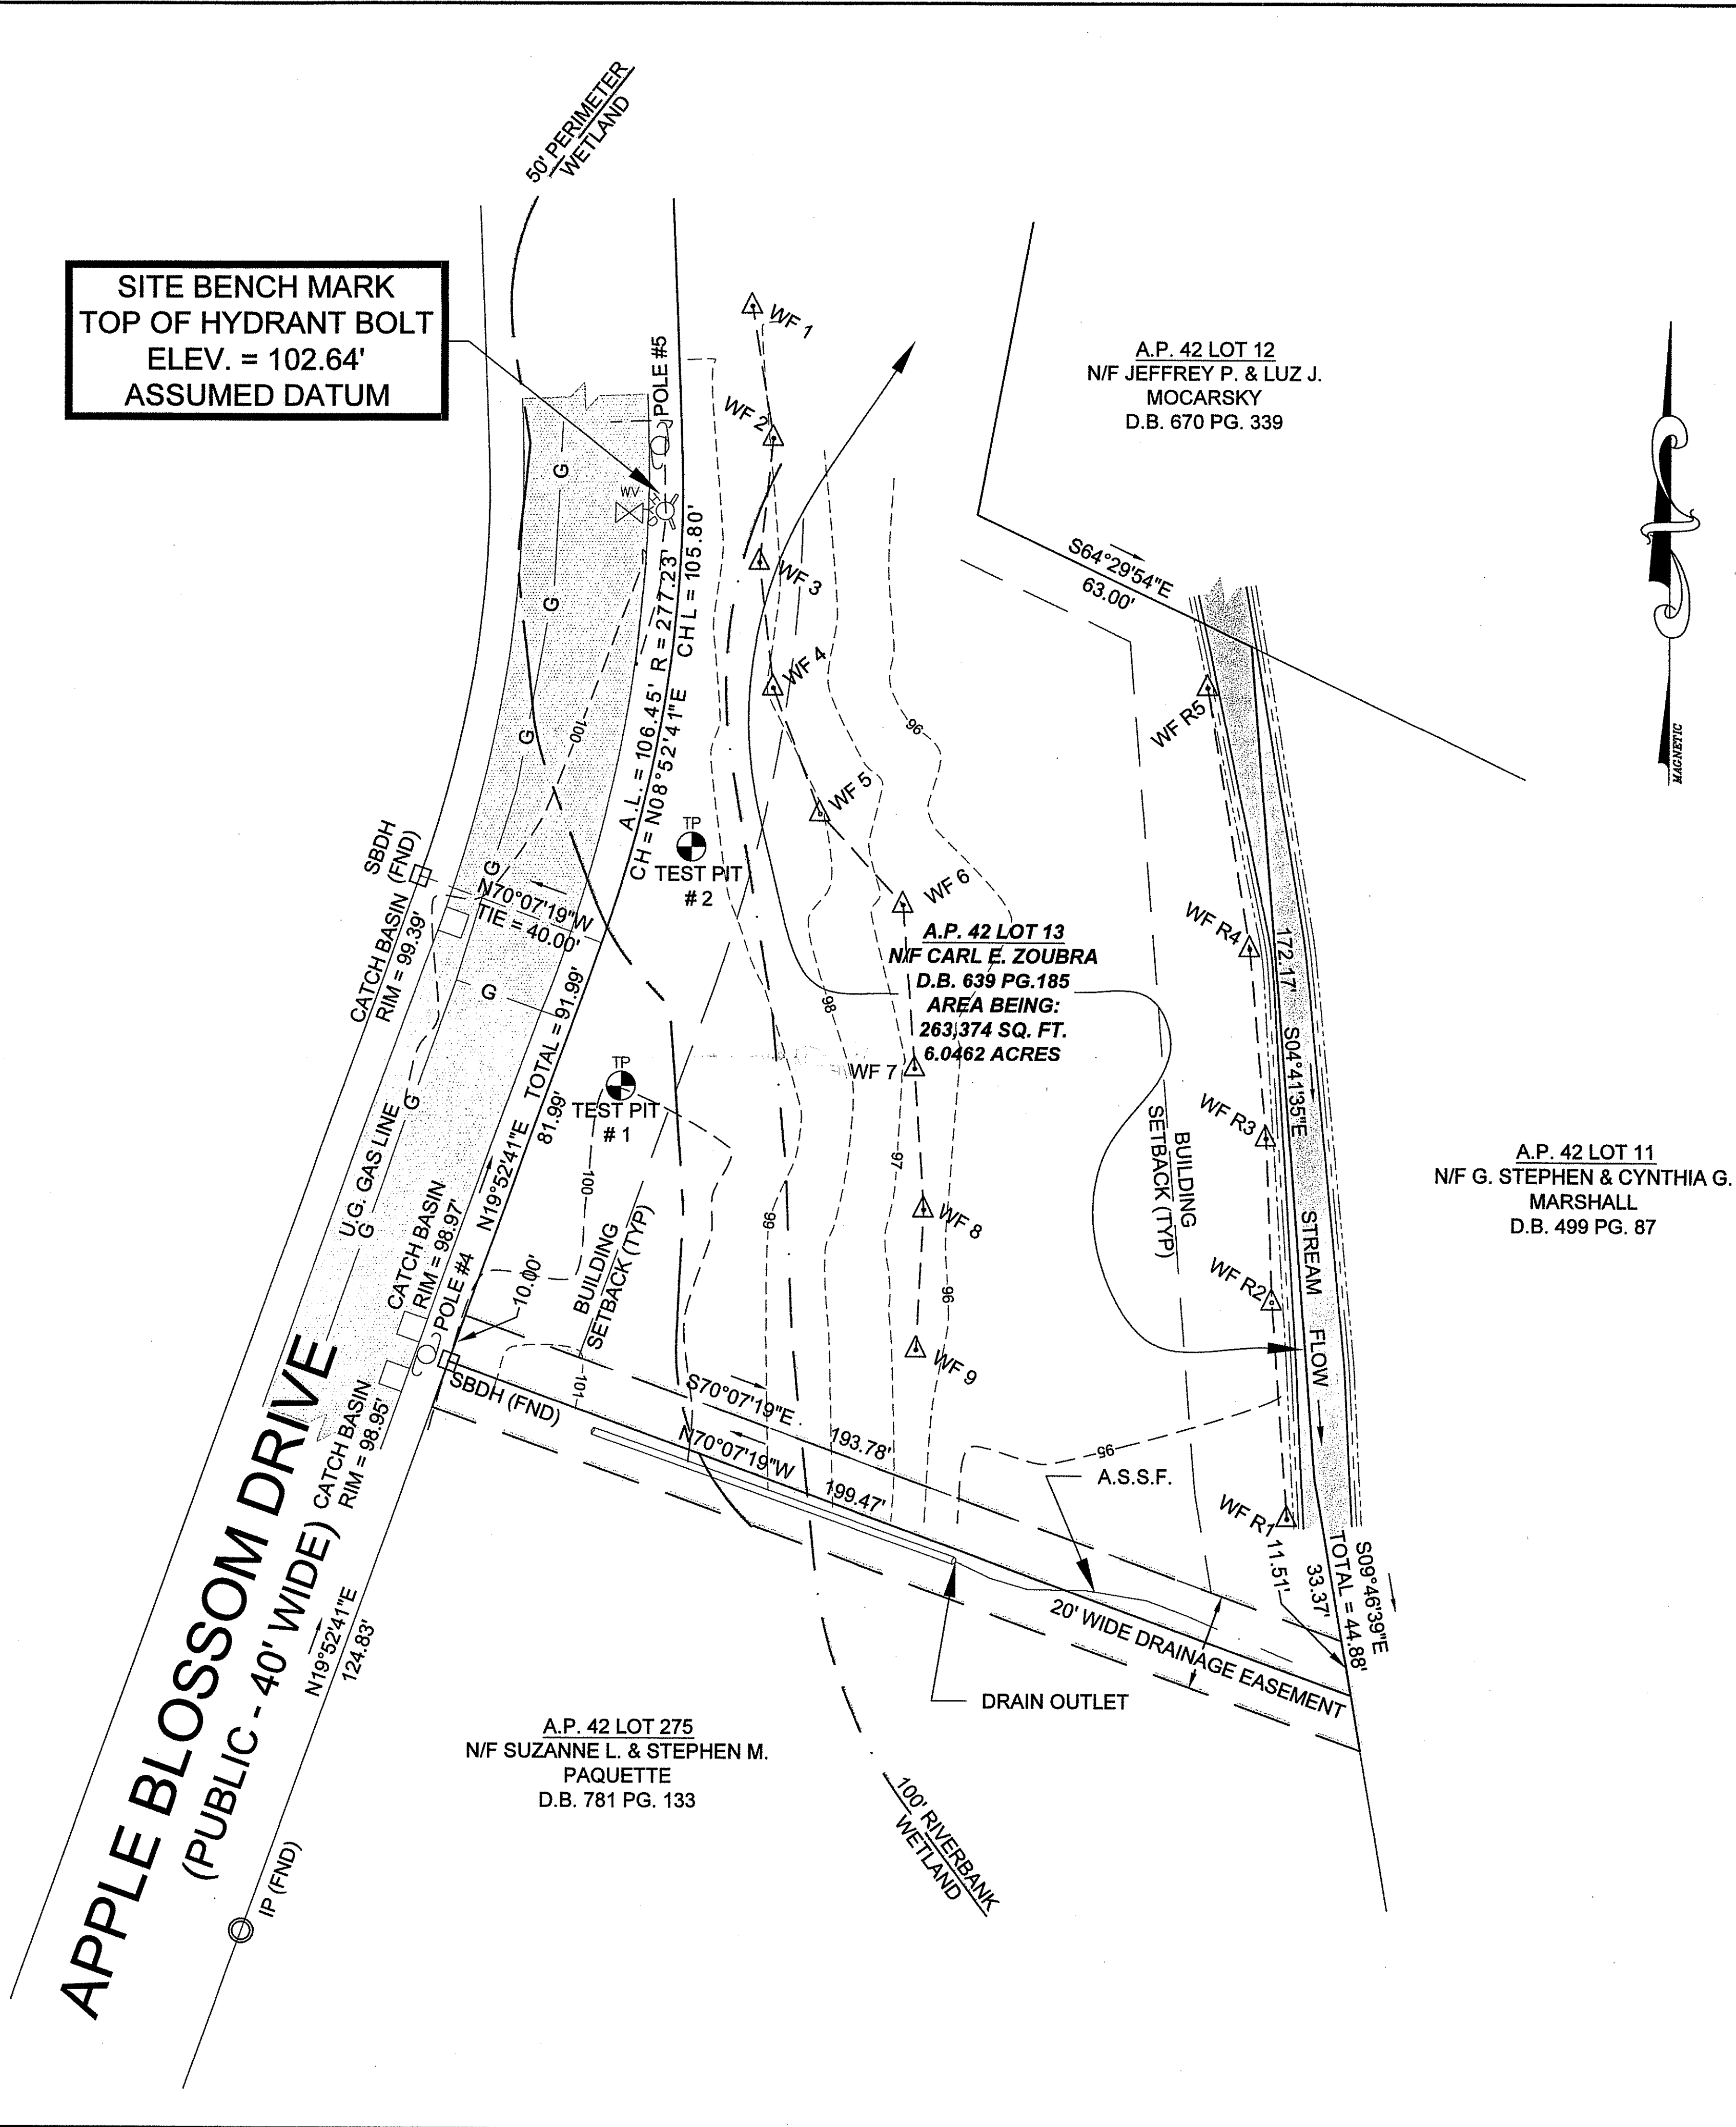 50' PERIMETER
WETLAND
SITE BENCH MARK
TOP OF HYDRANT BOLT
ELEV. = 102.64'
ASSUMED DATUM
POLE #5
WF 1
WF 2
WV
HYD
WF 3
WF 4
WF 5
WF 6
WF 7
WF 8
WF 9
A.P. 42 LOT 12
N/F JEFFREY P. & LUZ J.
MOCARSKY
D.B. 670 PG. 339
MAGNETIC
S64°29'54"E
63.00'
G
G
G
G
G
G
G
100
A.L. = 106.45' R = 277.23'
CH = N08°52'41"E CHL = 105.80'
96
WF R5
WF R4
WF R3
WF R2
WF R1
SBDH
(FND)
CATCH BASIN
RIM = 99.39'
N70°07'19"W
TIE = 40.00'
TP
TEST PIT
# 2
A.P. 42 LOT 13
N/F CARL E. ZOUBRA
D.B. 639 PG.185
AREA BEING:
263,374 SQ. FT.
6.0462 ACRES
98
97
99
96
95
172.17'
S04°41'35"E
STREAM FLOW
BUILDING
SETBACK (TYP)
A.P. 42 LOT 11
N/F G. STEPHEN & CYNTHIA G.
MARSHALL
D.B. 499 PG. 87
TP
TEST PIT
# 1
N19°52'41"E TOTAL = 91.99'
81.99'
U.G. GAS LINE
100
BUILDING
SETBACK (TYP)
CATCH BASIN
RIM = 98.97'
POLE #4
10.00'
101
SBDH (FND)
CATCH BASIN
RIM = 98.95'
S70°07'19"E
193.78'
N70°07'19"W
199.47'
A.S.S.F.
20' WIDE DRAINAGE EASEMENT
DRAIN OUTLET
11.51'
33.37'
TOTAL = 44.88'
S09°46'39"E
APPLE BLOSSOM DRIVE
(PUBLIC - 40' WIDE)
N19°52'41"E
124.83'
IP (FND)
A.P. 42 LOT 275
N/F SUZANNE L. & STEPHEN M.
PAQUETTE
D.B. 781 PG. 133
100' RIVERBANK
WETLAND